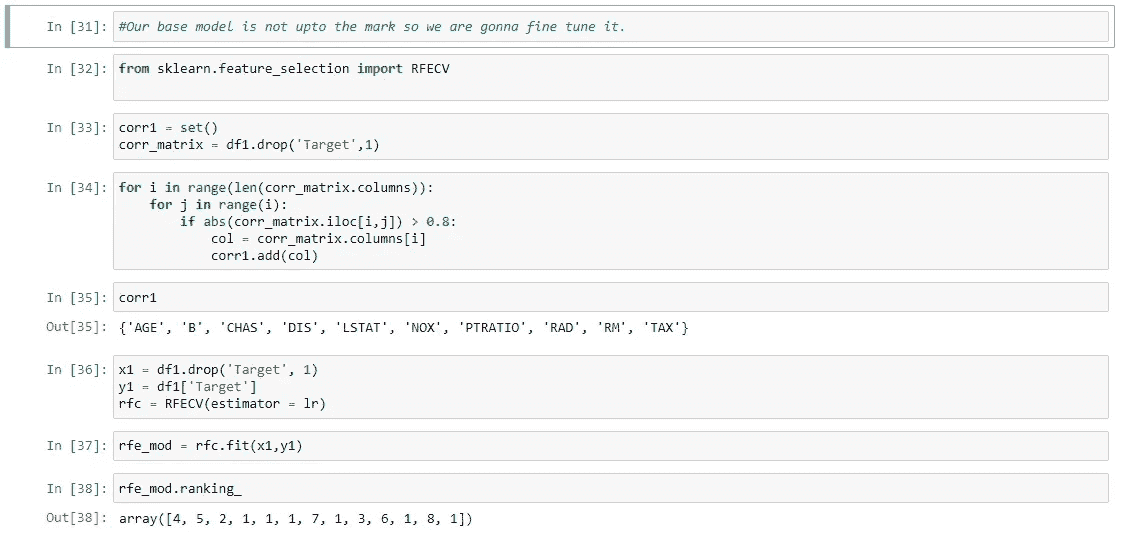 In [31]: #Our base model is not upto the mark so we are gonna fine tune it.
In [32]: from sklearn.feature_selection import RFECV
In [33]: corr1 = set()
corr_matrix = df1.drop('Target',1)
In [34]: for i in range(len(corr_matrix.columns)):
    for j in range(i):
        if abs(corr_matrix.iloc[i,j]) > 0.8:
            col = corr_matrix.columns[i]
            corr1.add(col)
In [35]: corr1
Out[35]: {'AGE', 'B', 'CHAS', 'DIS', 'LSTAT', 'NOX', 'PTRATIO', 'RAD', 'RM', 'TAX'}
In [36]: x1 = df1.drop('Target', 1)
y1 = df1['Target']
rfc = RFECV(estimator = lr)
In [37]: rfe_mod = rfc.fit(x1,y1)
In [38]: rfe_mod.ranking_
Out[38]: array([4, 5, 2, 1, 1, 1, 7, 1, 3, 6, 1, 8, 1])